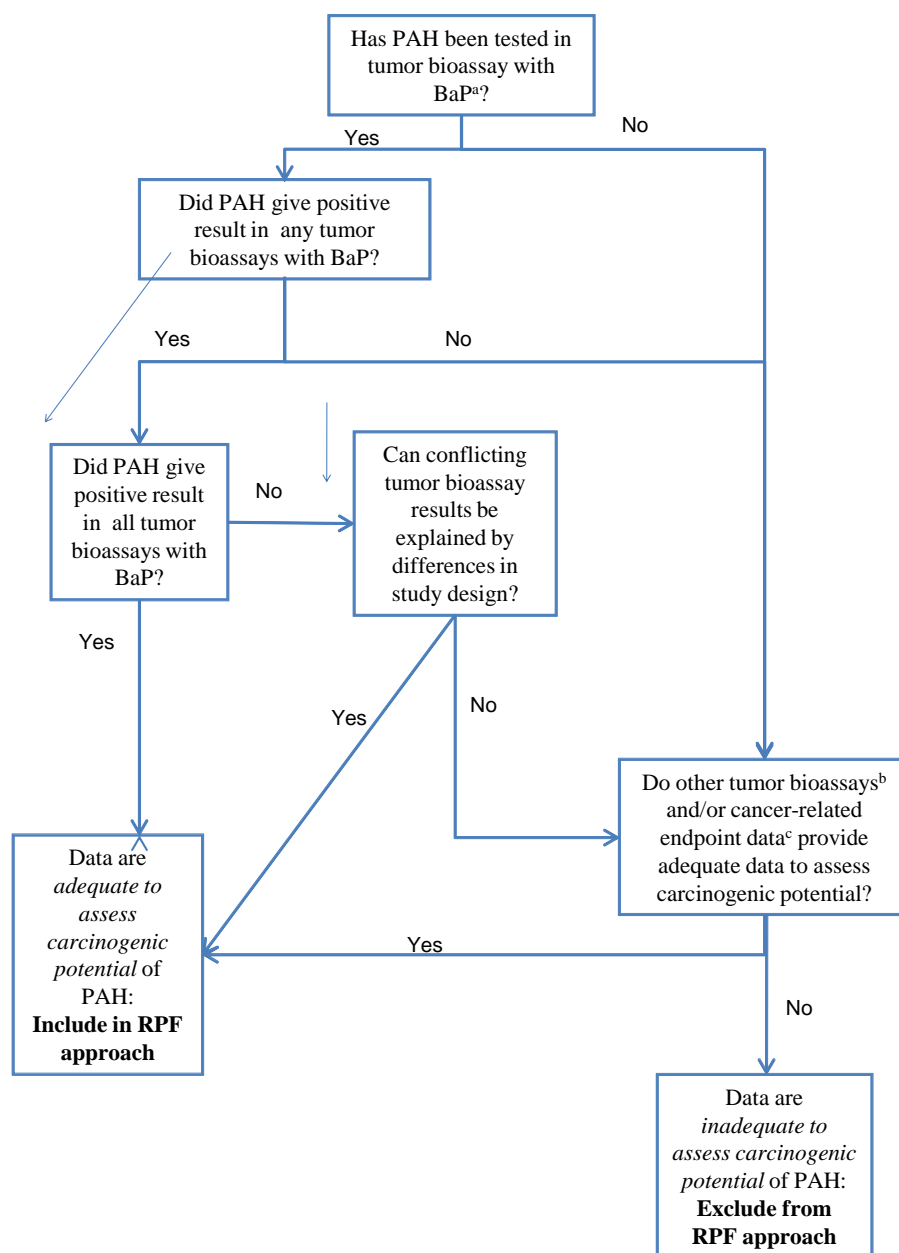 Has PAH been tested in
tumor bioassay with
BaPᵃ?
Yes
No
Did PAH give positive
result in any tumor
bioassays with BaP?
Yes
No
Did PAH give
positive result
in all tumor
bioassays with
BaP?
No
Can conflicting
tumor bioassay
results be
explained by
differences in
study design?
Yes
Yes
No
Do other tumor bioassaysᵇ
and/or cancer-related
endpoint dataᶜ provide
adequate data to assess
carcinogenic potential?
Data are
adequate to
assess
carcinogenic
potential of
PAH:
Include in RPF
approach
Yes
No
Data are
inadequate to
assess carcinogenic
potential of PAH:
Exclude from
RPF approach